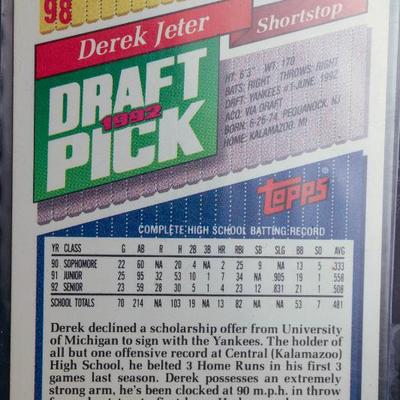 98
Derek Jeter
Shortstop
DRAFT
1992
PICK
HT: 6'3" • WT: 170
BATS: RIGHT THROWS: RIGHT
DRFT: YANKEES #1-JUNE, 1992
ACQ: VIA DRAFT
BORN: 6-26-74, PEQUANOCK, NJ
HOME: KALAMAZOO, MI
TOPPS
COMPLETE HIGH SCHOOL BATTING RECORD
YR CLASS G AB R H 2B 3B HR RBI SB SLG BB SO AVG
90 SOPHOMORE 22 60 NA 20 4 NA 2 25 9 NA 13 5 .333
91 JUNIOR 25 95 32 53 10 1 7 34 NA .905 NA NA .558
92 SENIOR 23 59 NA 30 5 NA 4 23 NA .831 21 NA .508
SCHOOL TOTALS 70 214 NA 103 19 NA 13 82 NA NA 53 7 .481
Derek declined a scholarship offer from University
of Michigan to sign with the Yankees. The holder of
all but one offensive record at Central (Kalamazoo)
High School, he belted 3 Home Runs in his first 3
games last season. Derek possesses an extremely
strong arm, he's been clocked at 90 m.p.h. in throw